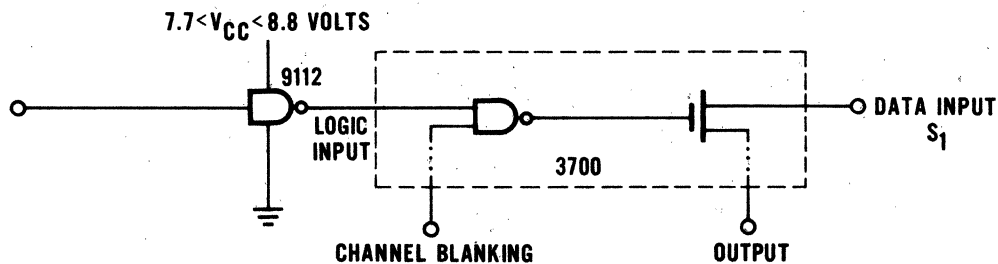 7.7<VCC<8.8 VOLTS
9112
LOGIC
INPUT
DATA INPUT
S1
3700
CHANNEL BLANKING
OUTPUT